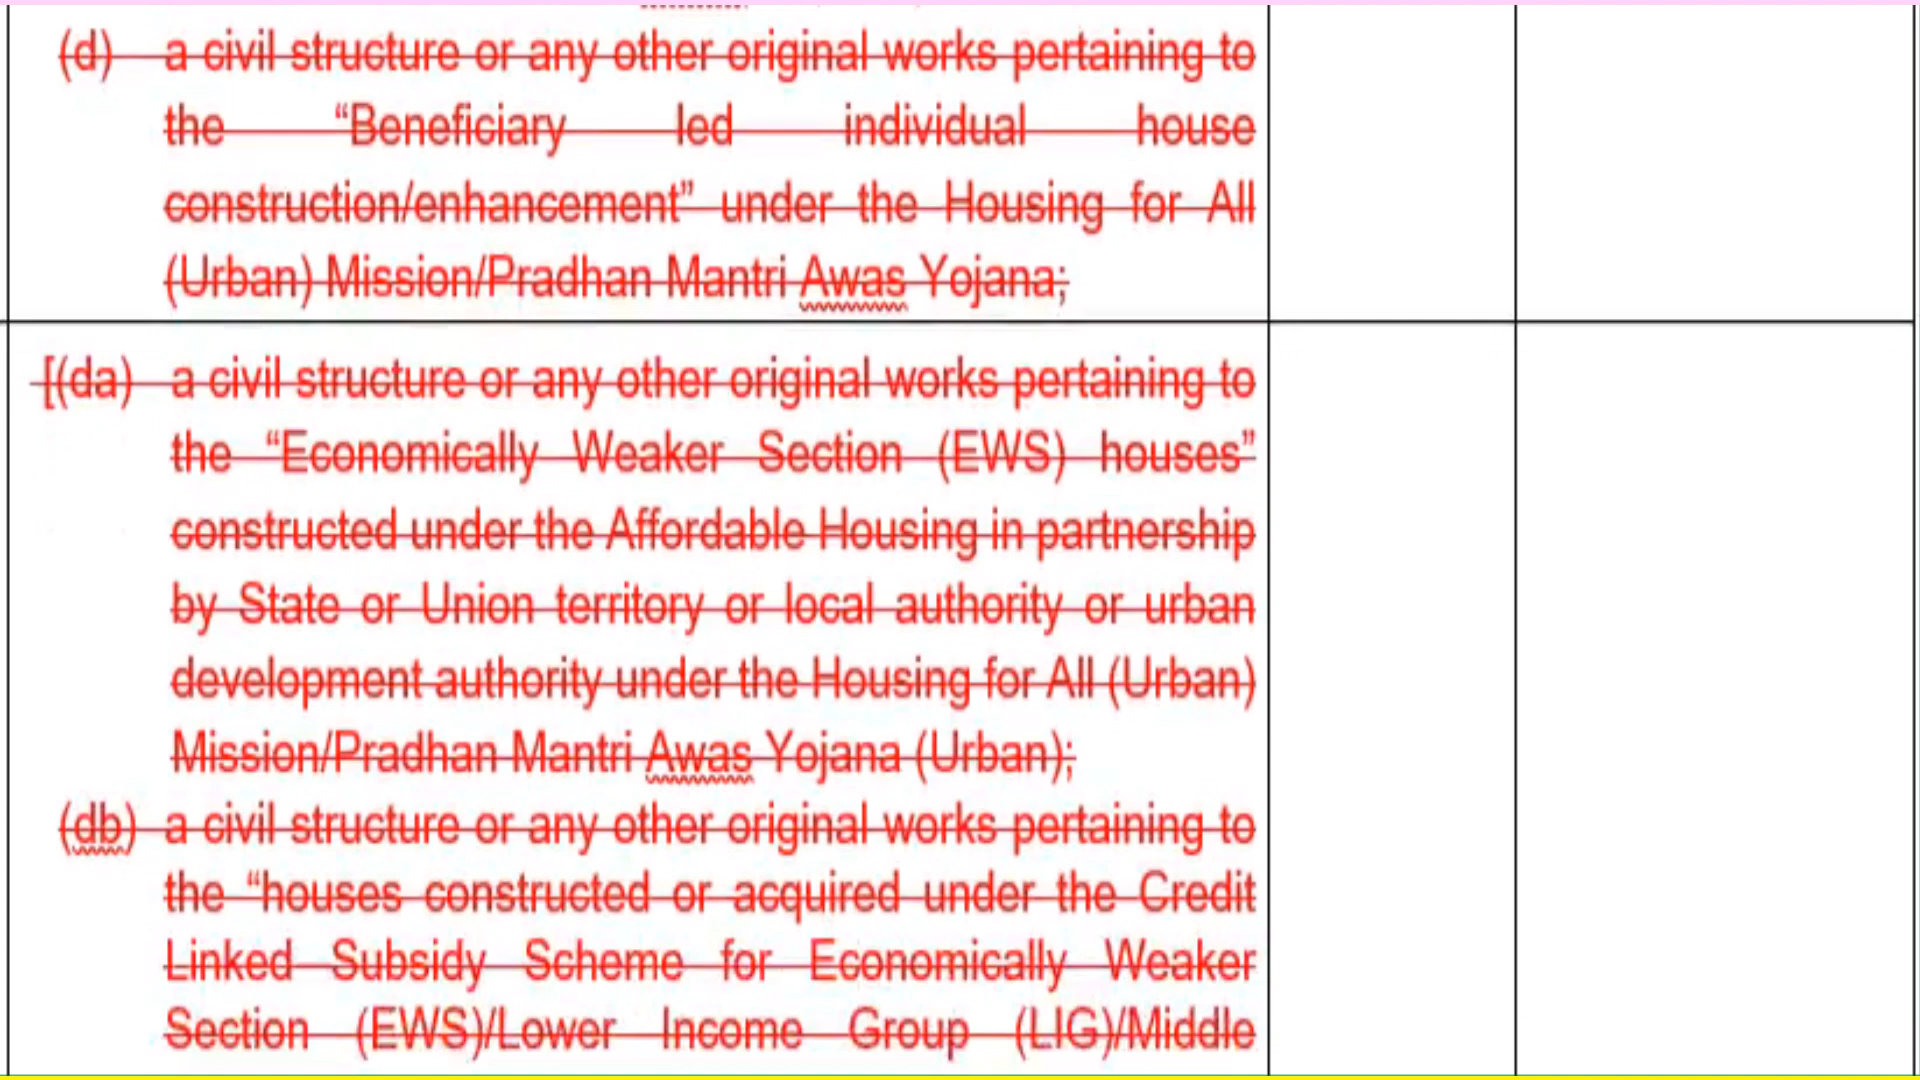 (d) a civil structure or any other original works pertaining to
the “Beneficiary led individual house
construction/enhancement” under the Housing for All
(Urban) Mission/Pradhan Mantri Awas Yojana;
[(da) a civil structure or any other original works pertaining to
the “Economically Weaker Section (EWS) houses”
constructed under the Affordable Housing in partnership
by State or Union territory or local authority or urban
development authority under the Housing for All (Urban)
Mission/Pradhan Mantri Awas Yojana (Urban);
(db) a civil structure or any other original works pertaining to
the “houses constructed or acquired under the Credit
Linked Subsidy Scheme for Economically Weaker
Section (EWS)/Lower Income Group (LIG)/Middle